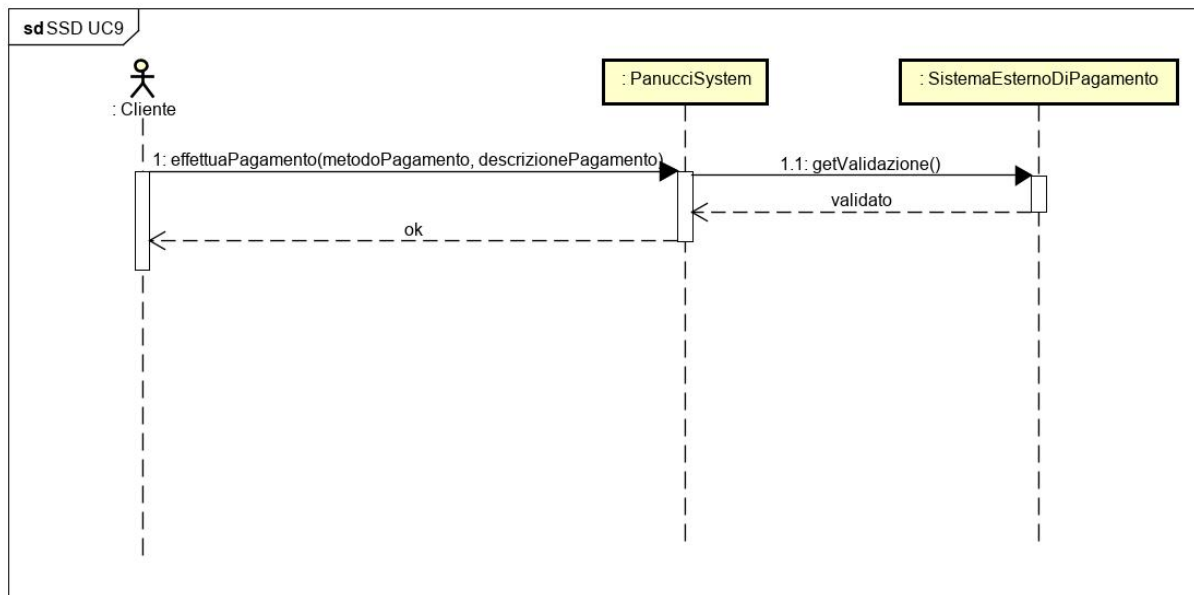 sd SSD UC9
: Cliente
: PanucciSystem
: SistemaEsternoDiPagamento
1: effettuaPagamento(metodoPagamento, descrizionePagamento)
1.1: getValidazione()
validato
ok